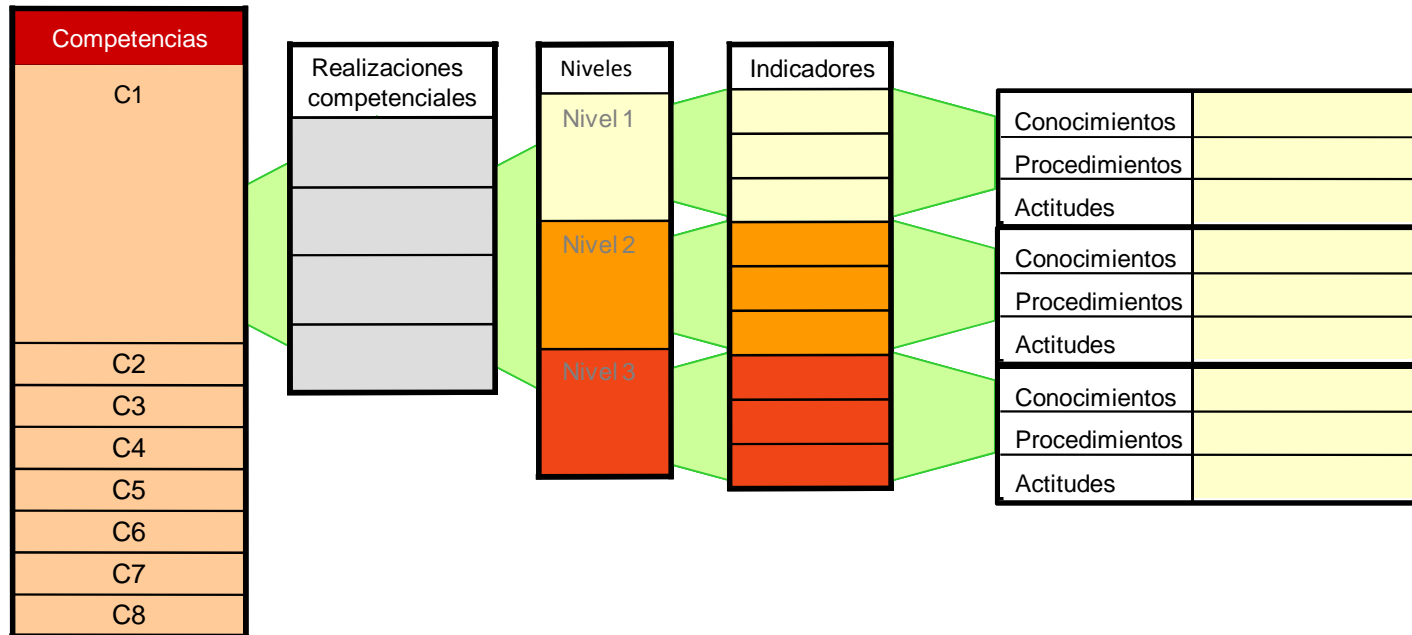 Competencias
C1
C2
C3
C4
C5
C6
C7
C8
Realizaciones
competenciales
Niveles
Nivel 1
Nivel 2
Nivel 3
Indicadores
Conocimientos
Procedimientos
Actitudes
Conocimientos
Procedimientos
Actitudes
Conocimientos
Procedimientos
Actitudes